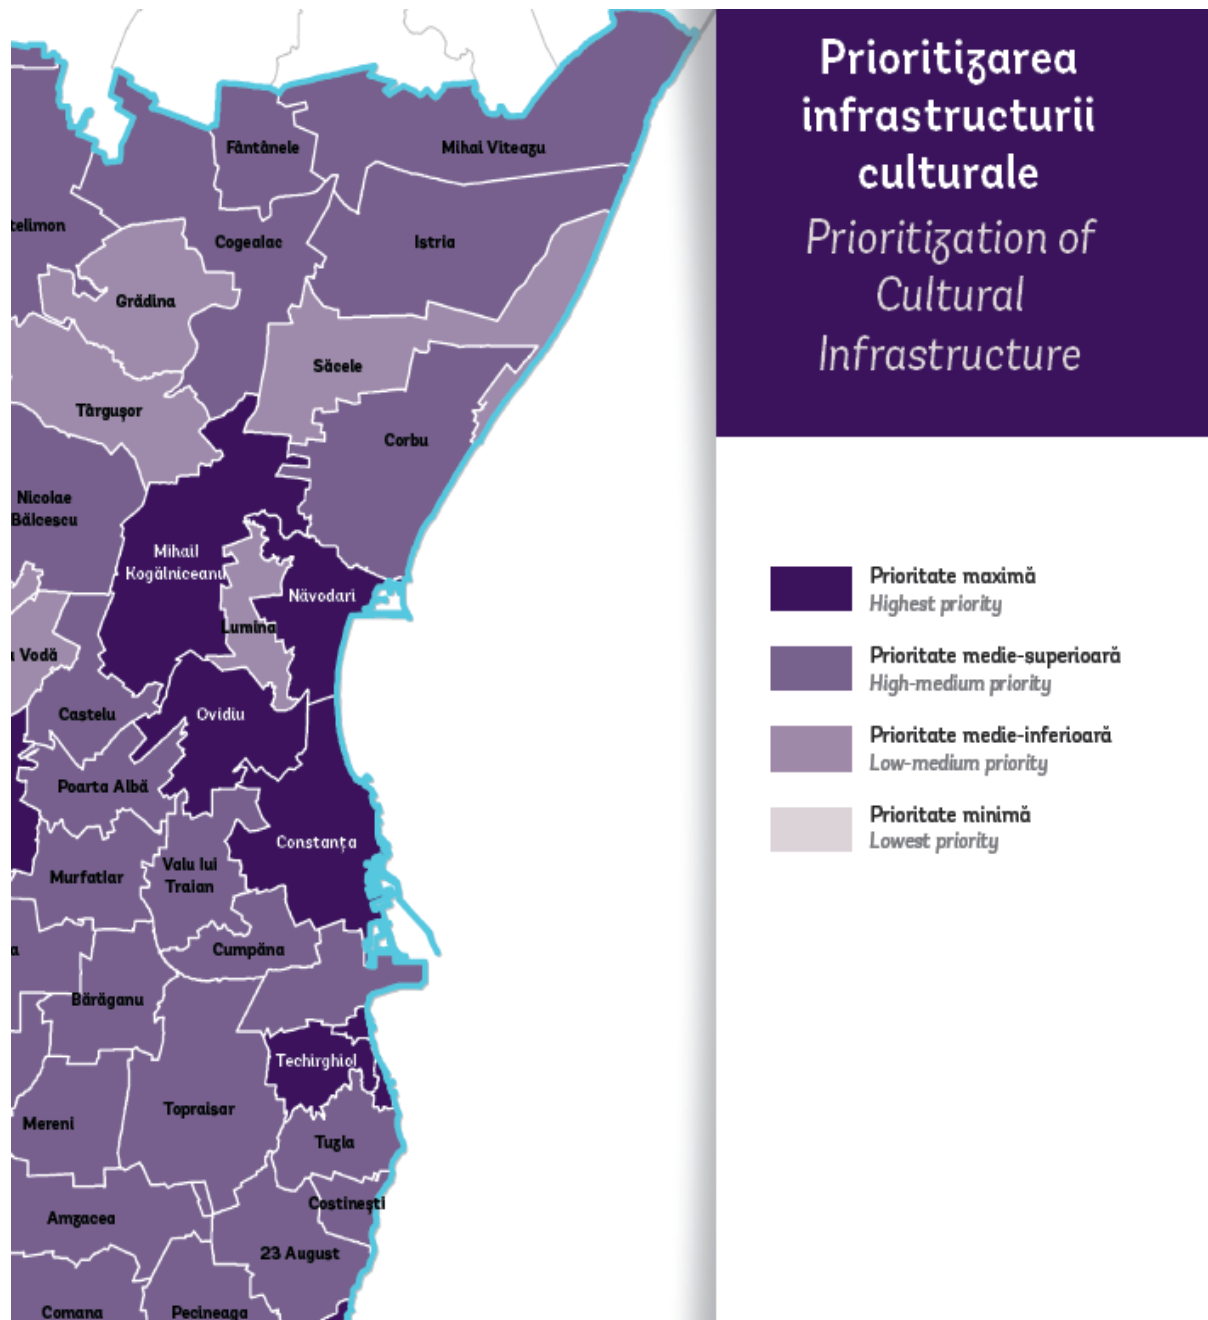 Prioritizarea
infrastructurii
culturale
Prioritization of
Cultural
Infrastructure
Fântânele
Mihai Viteazu
telimon
Cogealac
Istria
Grădina
Săcele
Târgușor
Corbu
Nicolae
Bălcescu
Mihail
Kogălniceanu
Năvodari
Lumina
Vodă
Castelu
Ovidiu
Poarta Albă
Constanța
Valu lui
Traian
Murfatlar
a
Cumpăna
Bărăganu
Techirghiol
Topraisar
Mereni
Tuzla
Costinești
Amzacea
23 August
Comana
Pecineaga
Prioritate maximă
Highest priority
Prioritate medie-superioară
High-medium priority
Prioritate medie-inferioară
Low-medium priority
Prioritate minimă
Lowest priority